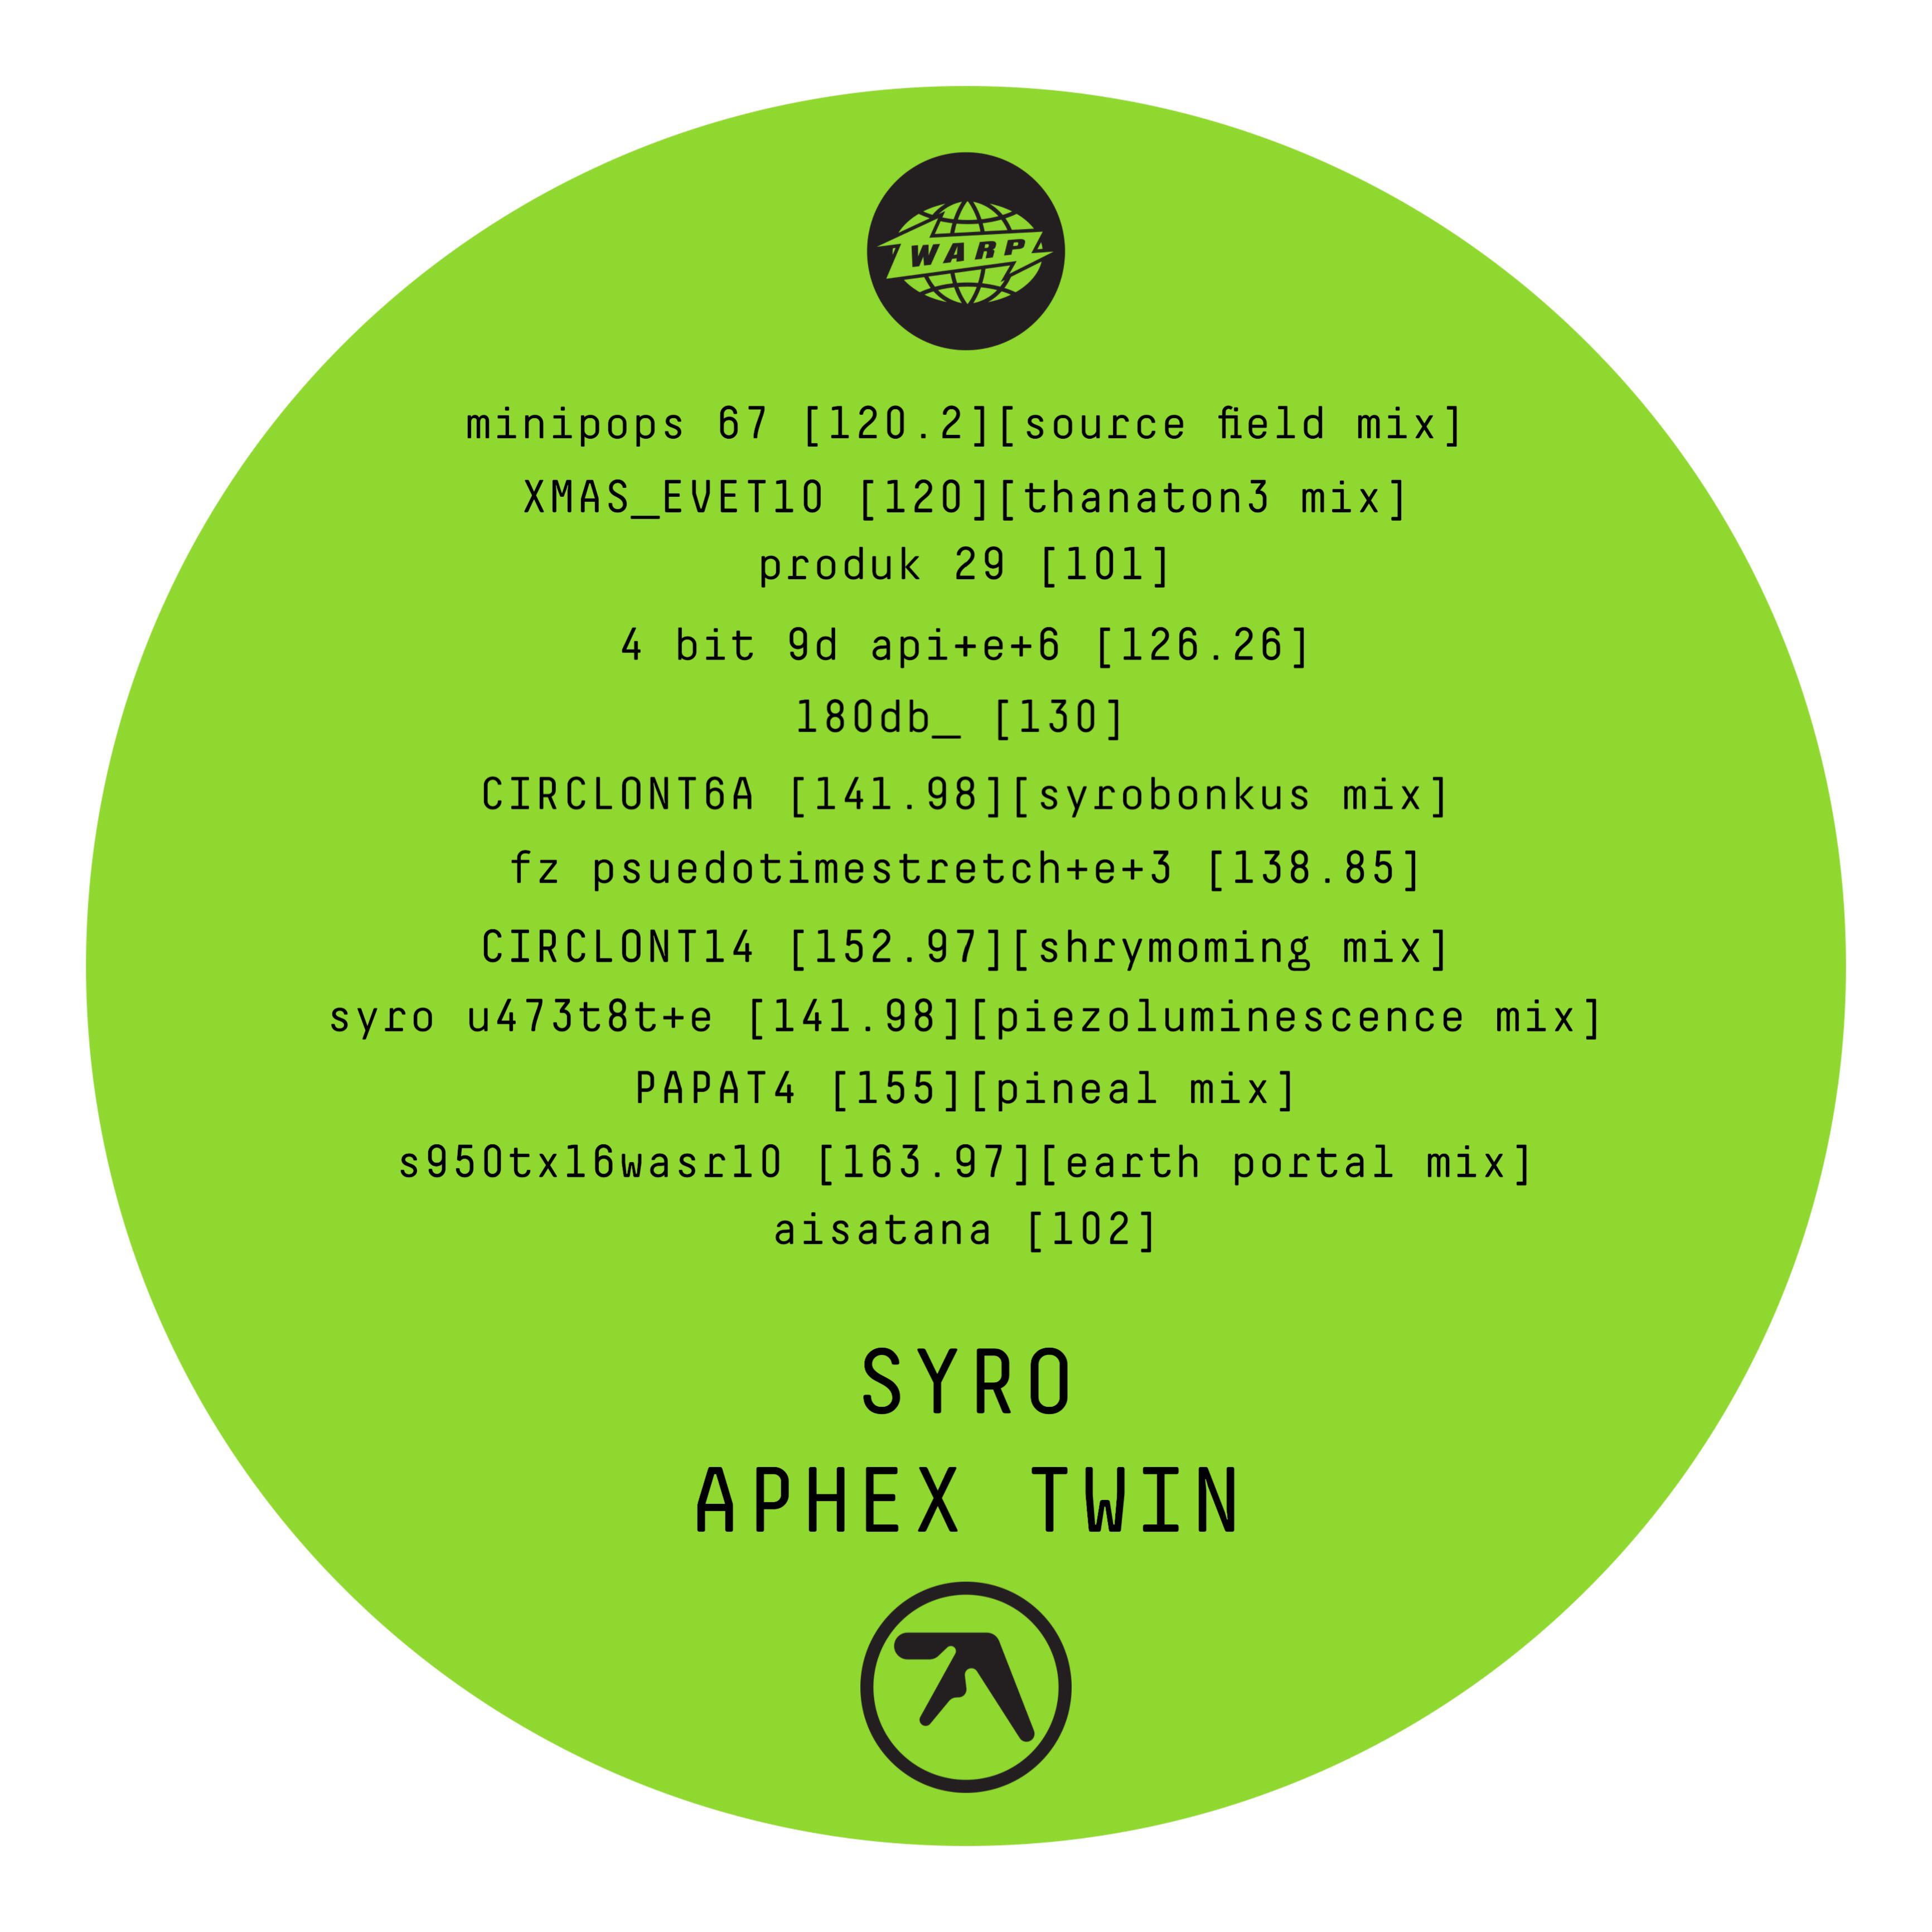 WARP
minipops 67 [120.2][source field mix]
XMAS_EVET10 [120][thanaton3 mix]
produk 29 [101]
4 bit 9d api+e+6 [126.26]
180db_ [130]
CIRCLONT6A [141.98][syrobonkus mix]
fz psuedotimestretch+e+3 [138.85]
CIRCLONT14 [152.97][shrymoming mix]
syro u473t8t+e [141.98][piezoluminescence mix]
PAPAT4 [155][pineal mix]
s950tx16wasr10 [163.97][earth portal mix]
aisatana [102]
SYRO
APHEX TWIN